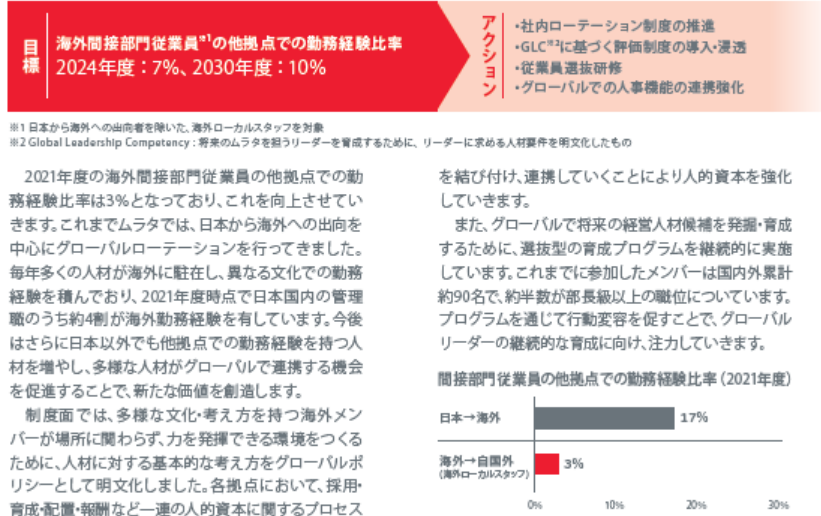 目標
海外間接部門従業員※1の他拠点での勤務経験比率
2024年度：7%、2030年度：10%
アクション
・社内ローテーション制度の推進
・GLC※2に基づく評価制度の導入・浸透
・従業員選抜研修
・グローバルでの人事機能の連携強化
※1 日本から海外への出向者を除いた、海外ローカルスタッフを対象
※2 Global Leadership Competency：将来のムラタを担うリーダーを育成するために、リーダーに求める人材要件を明文化したもの
2021年度の海外間接部門従業員の他拠点での勤
務経験比率は3%となっており、これを向上させてい
きます。これまでムラタでは、日本から海外への出向を
中心にグローバルローテーションを行ってきました。
毎年多くの人材が海外に駐在し、異なる文化での勤務
経験を積んでおり、2021年度時点で日本国内の管理
職のうち約4割が海外勤務経験を有しています。今後
はさらに日本以外でも他拠点での勤務経験を持つ人
材を増やし、多様な人材がグローバルで連携する機会
を促進することで、新たな価値を創造します。
制度面では、多様な文化・考え方を持つ海外メン
バーが場所に関わらず、力を発揮できる環境をつくる
ために、人材に対する基本的な考え方をグローバルポ
リシーとして明文化しました。各拠点において、採用・
育成・配置・報酬など一連の人的資本に関するプロセス
を結び付け、連携していくことにより人的資本を強化
していきます。
また、グローバルで将来の経営人材候補を発掘・育成
するために、選抜型の育成プログラムを継続的に実施
しています。これまでに参加したメンバーは国内外累計
約90名で、約半数が部長級以上の職位についています。
プログラムを通じて行動変容を促すことで、グローバル
リーダーの継続的な育成に向け、注力していきます。
間接部門従業員の他拠点での勤務経験比率（2021年度）
日本→海外
17%
海外→自国外
（海外ローカルスタッフ）
3%
0% 10% 20% 30%